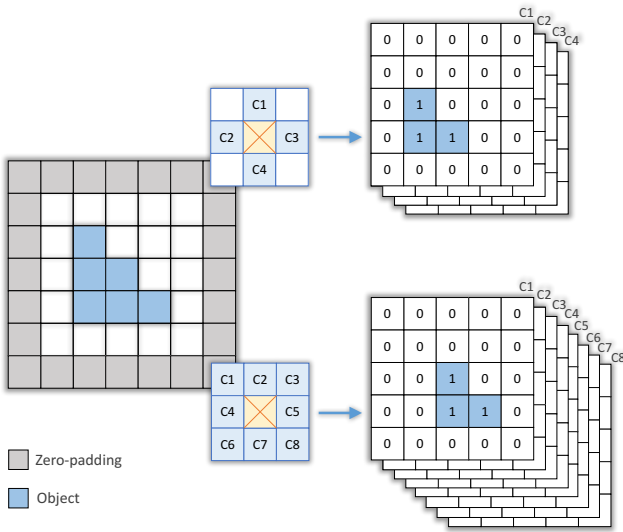 C1
C2
C3
C4
0 0 0 0 0
0 0 0 0 0
0 1 0 0 0
0 1 1 0 0
0 0 0 0 0
C1
C2 C3
C4
C1
C2
C3
C4
C5
C6
C7
C8
0 0 0 0 0
0 0 0 0 0
0 0 1 0 0
0 0 1 1 0
0 0 0 0 0
C1 C2 C3
C4 C5
C6 C7 C8
Zero-padding
Object